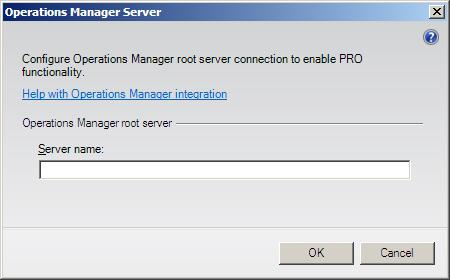 Operations Manager Server
?
Configure Operations Manager root server connection to enable PRO
functionality.
Help with Operations Manager integration
Operations Manager root server
Server name:
OK
Cancel